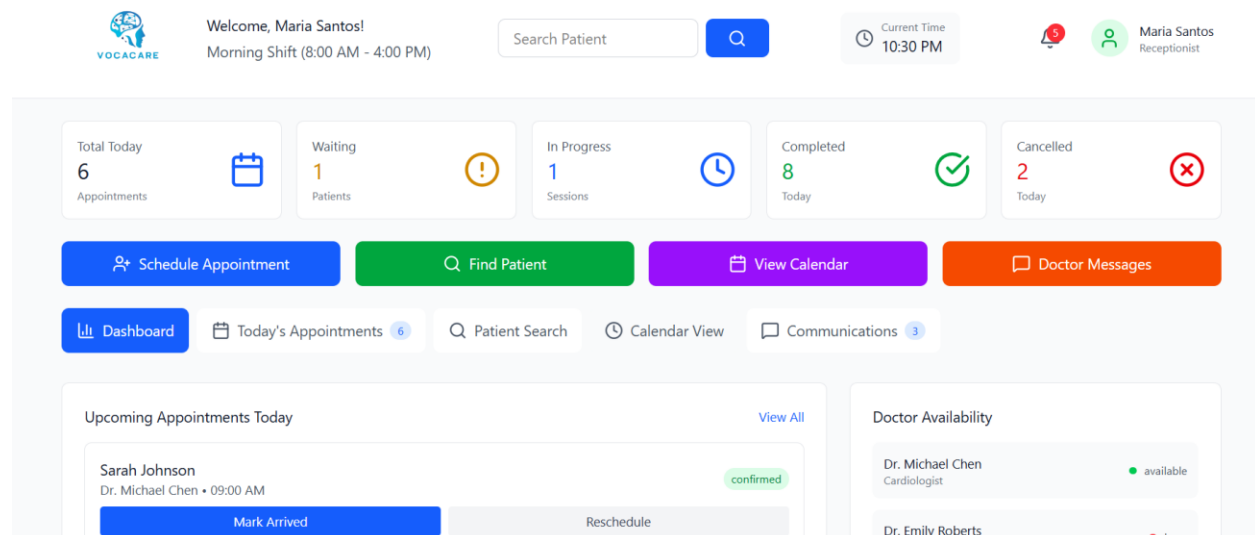 VOCACARE
Welcome, Maria Santos!
Morning Shift (8:00 AM - 4:00 PM)
Search Patient
Current Time
10:30 PM
5
Maria Santos
Receptionist
Total Today
6
Appointments
Waiting
1
Patients
In Progress
1
Sessions
Completed
8
Today
Cancelled
2
Today
Schedule Appointment
Find Patient
View Calendar
Doctor Messages
Dashboard
Today's Appointments 6
Patient Search
Calendar View
Communications 3
Upcoming Appointments Today
View All
Sarah Johnson
Dr. Michael Chen • 09:00 AM
confirmed
Mark Arrived
Reschedule
Doctor Availability
Dr. Michael Chen
Cardiologist
available
Dr. Emily Roberts